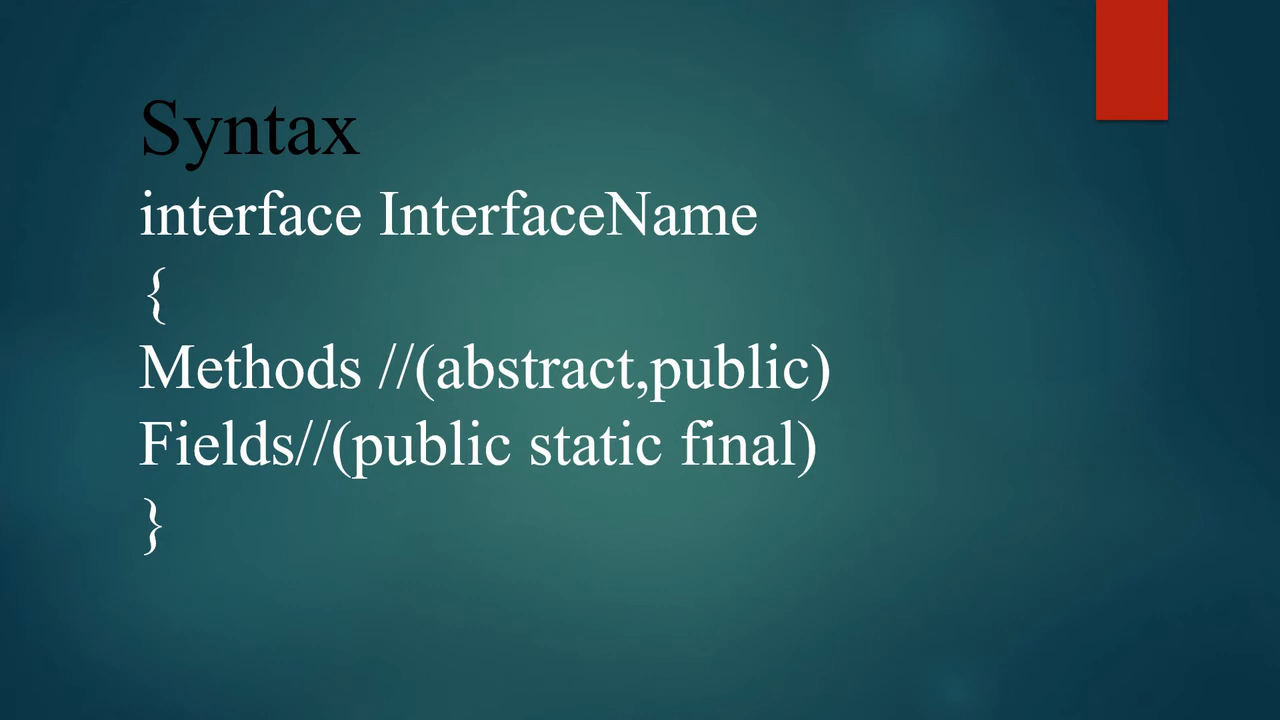 Syntax
interface InterfaceName
{
Methods //(abstract,public)
Fields//(public static final)
}